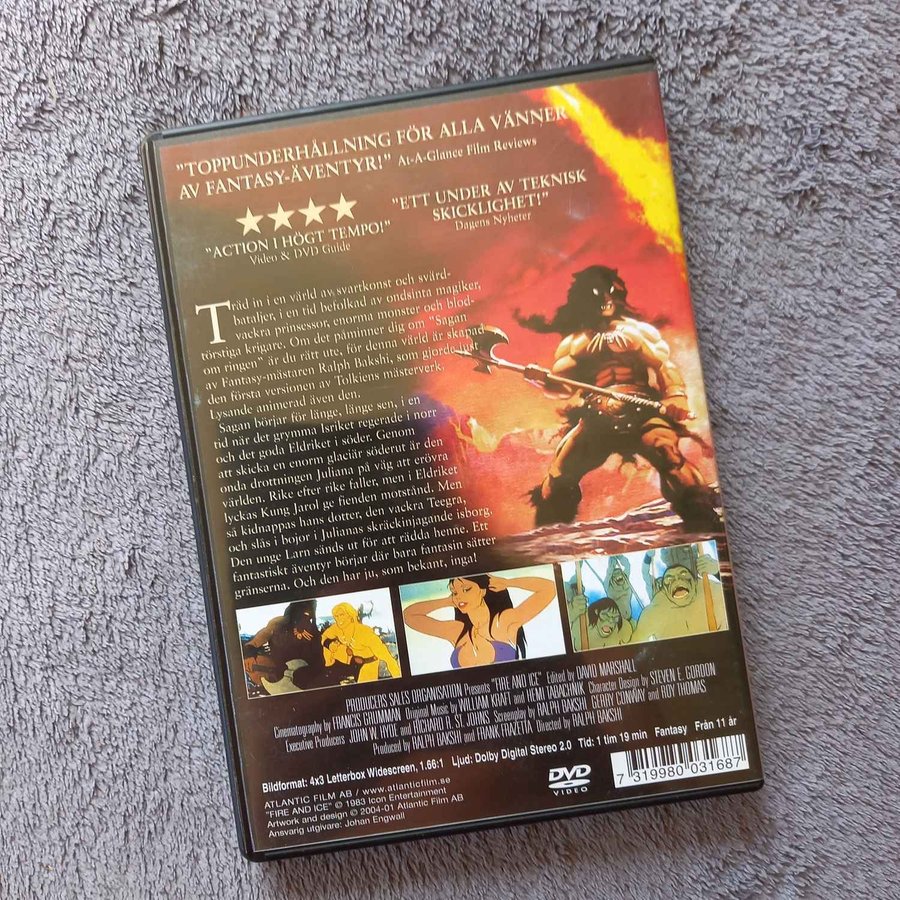 "TOPPUNDERHÅLLNING FÖR ALLA VÄNNER
AV FANTASY-ÄVENTYR!" At-A-Glance Film Reviews
"ACTION I HÖGT TEMPO!"
Video & DVD Guide
"ETT UNDER AV TEKNISK
SKICKLIGHET!"
Dagens Nyheter
Träd in i en värld av svartkonst och svärd-
bataljer, i en tid befolkad av ondsinta magiker,
vackra prinsessor, enorma monster och blod-
törstiga krigare. Om det påminner dig om "Sagan
om ringen" är du rätt ute, för denna värld är skapad
av Fantasy-mästaren Ralph Bakshi, som gjorde just
den första versionen av Tolkiens mästerverk.
Lysande animerad även den.
Sagan börjar för länge, länge sen, i en
tid när det grymma Isriket regerade i norr
och det goda Eldriket i söder. Genom
att skicka en enorm glaciär söderut är den
onda drottningen Juliana på väg att erövra
världen. Rike efter rike faller, men i Eldriket
lyckas Kung Jarol ge fienden motstånd. Men
så kidnappas hans dotter, den vackra Teegra,
och slås i bojor i Julianas skräckinjagande isborg.
Den unge Larn sänds ut för att rädda henne. Ett
fantastiskt äventyr börjar där bara fantasin sätter
gränserna. Och den har ju, som bekant, inga!
PRODUCERS SALES ORGANISATION Presents "FIRE AND ICE" Edited by DAVID MARSHALL
Cinematography by FRANCIS GRUMMAN Original Music by WILLIAM KRAFT and DEMI TABACHNIK Character Design by STEVEN E. GORDON
Executive Producers JOHN W. HYDE and RICHARD R. ST. JOHNS Screenplay by RALPH BAKSHI, GERRY CONWAY and ROY THOMAS
Produced by RALPH BAKSHI and FRANK FRAZETTA Directed by RALPH BAKSHI
Bildformat: 4x3 Letterbox Widescreen, 1.66:1 Ljud: Dolby Digital Stereo 2.0 Tid: 1 tim 19 min Fantasy Från 11 år
ATLANTIC FILM AB / www.atlanticfilm.se
"FIRE AND ICE" © 1983 Icon Entertainment
Artwork and design © 2004-01 Atlantic Film AB
Ansvarig utgivare: Johan Engwall
DVD
VIDEO
7 319980 031687